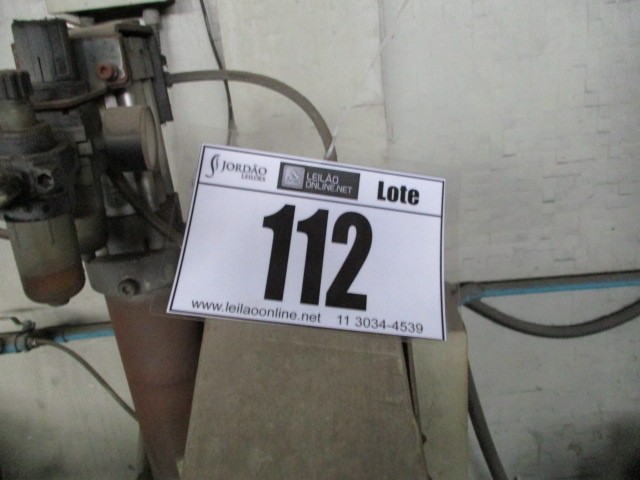 JORDÃO
LEILÕES
LEILÃO
ONLINE.NET
Lote
112
www.leilaoonline.net 11 3034-4539